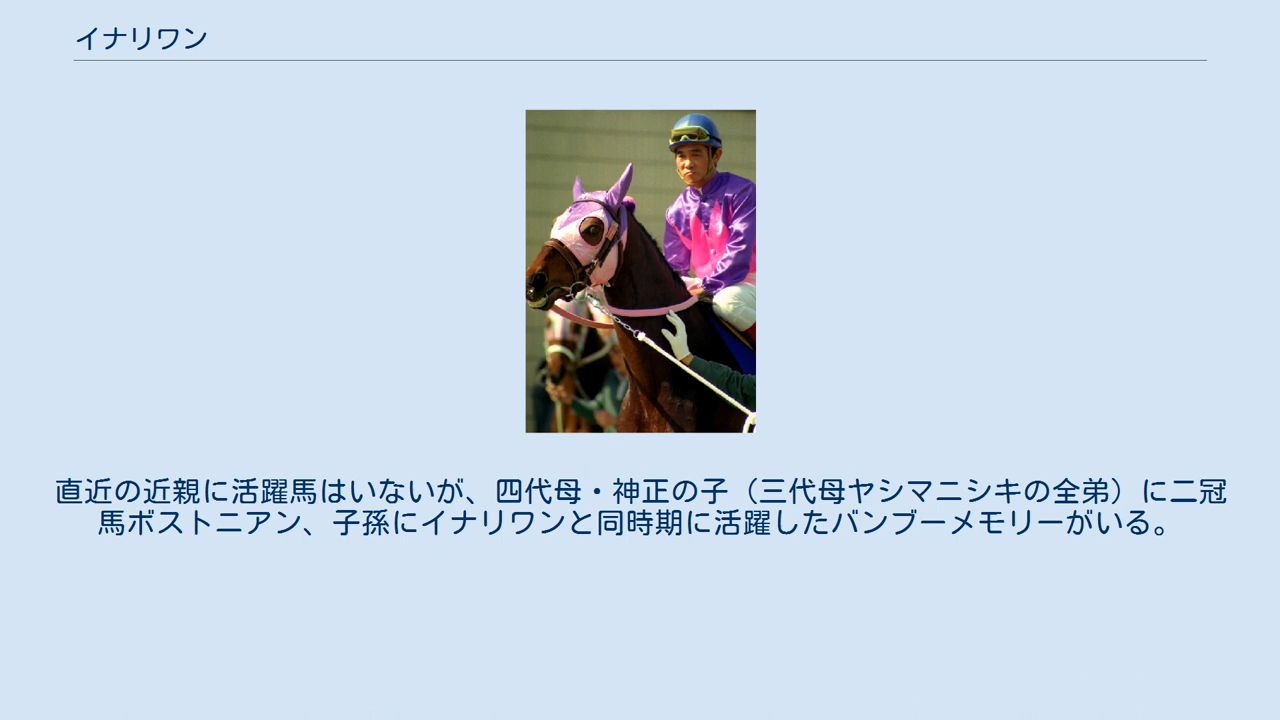 イナリワン
直近の近親に活躍馬はいないが、四代母・神正の子（三代母ヤシマニシキの全弟）に二冠
馬ボストニアン、子孫にイナリワンと同時期に活躍したバンブーメモリーがいる。